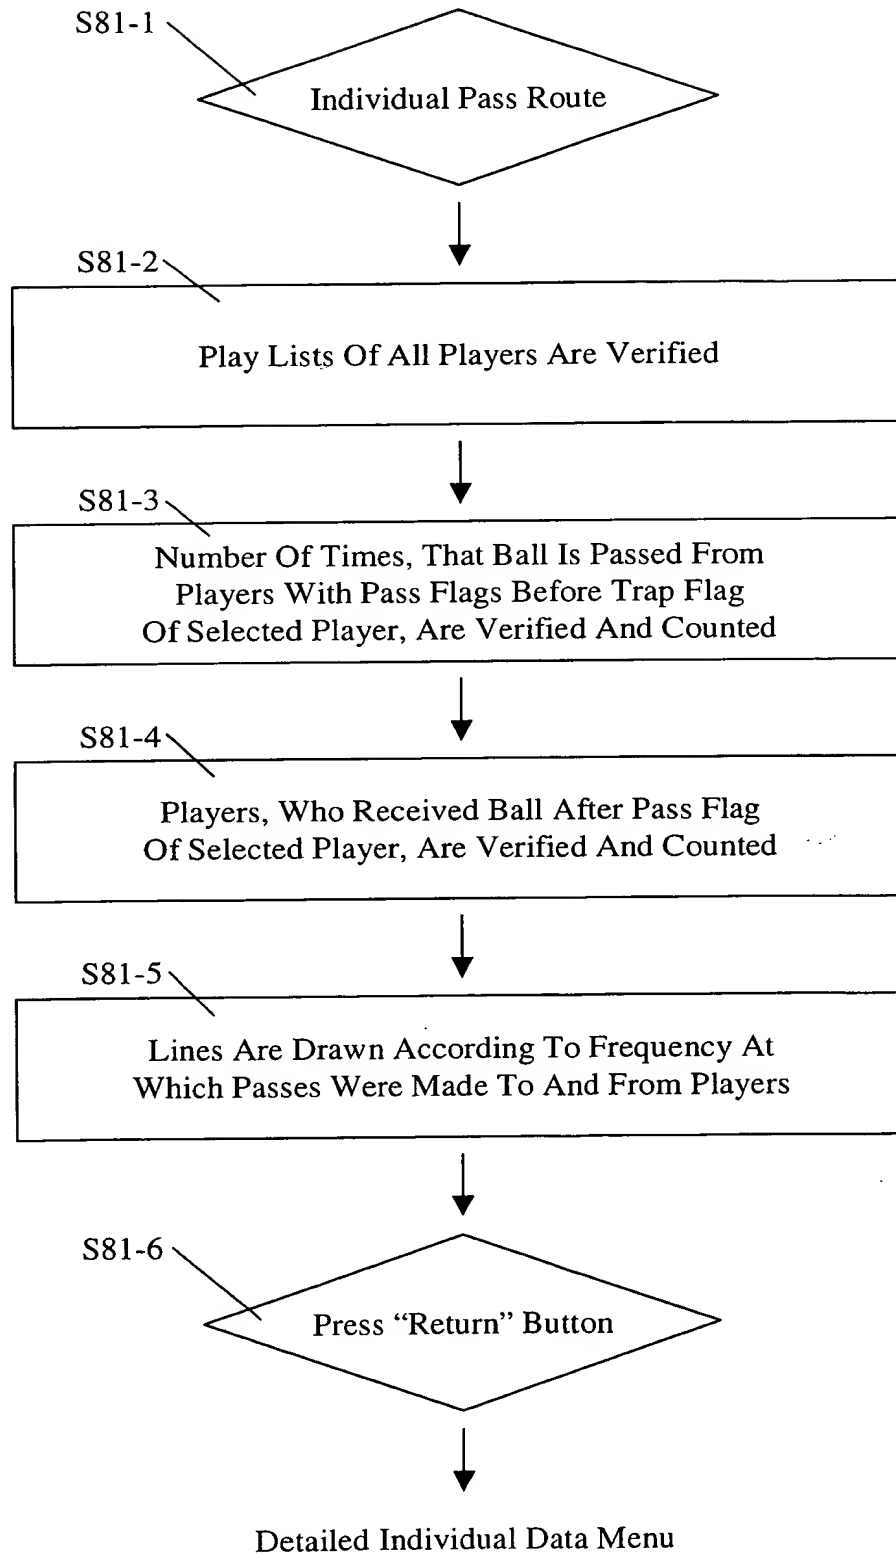 S81-1
Individual Pass Route
S81-2
Play Lists Of All Players Are Verified
S81-3
Number Of Times, That Ball Is Passed From
Players With Pass Flags Before Trap Flag
Of Selected Player, Are Verified And Counted
S81-4
Players, Who Received Ball After Pass Flag
Of Selected Player, Are Verified And Counted
S81-5
Lines Are Drawn According To Frequency At
Which Passes Were Made To And From Players
S81-6
Press “Return” Button
Detailed Individual Data Menu